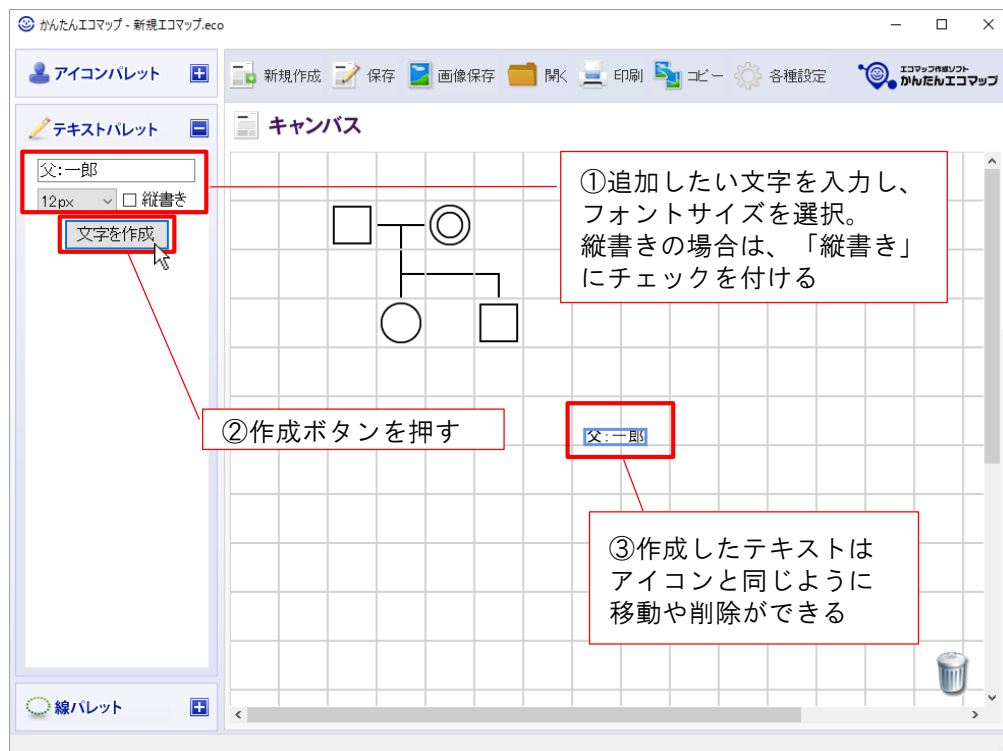 かんたんエコマップ - 新規エコマップ.eco
アイコンパレット
新規作成 保存 画像保存 開く 印刷 コピー 各種設定
エコマップ作成ソフト
かんたんエコマップ
テキストパレット
キャンバス
父:一郎
12px 縦書き
文字を作成
①追加したい文字を入力し、
フォントサイズを選択。
縦書きの場合は、「縦書き」
にチェックを付ける
②作成ボタンを押す
父:一郎
③作成したテキストは
アイコンと同じように
移動や削除ができる
線パレット